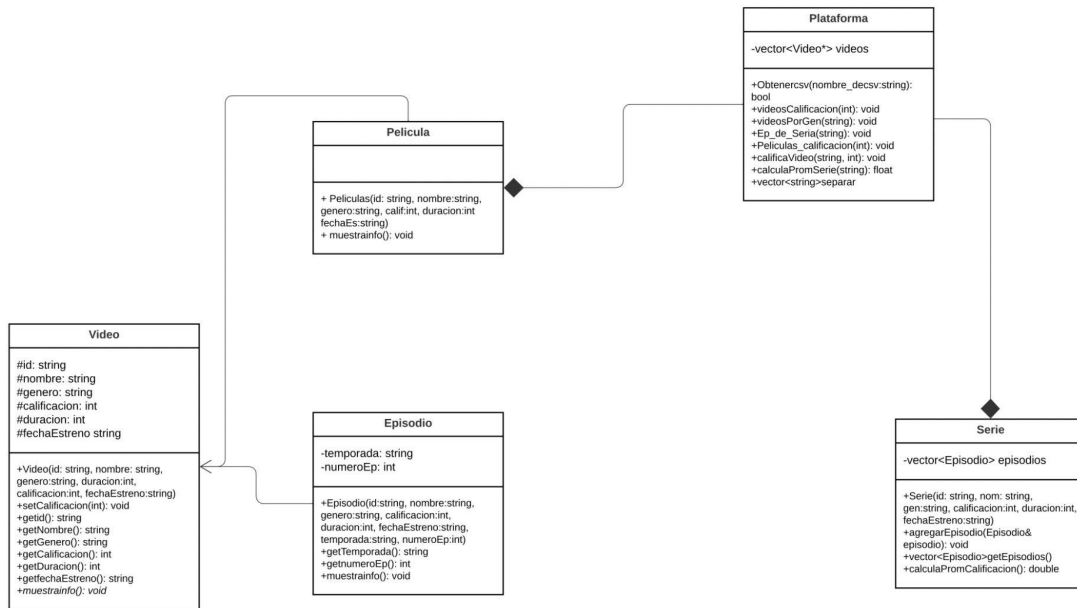 Plataforma
-vector<Video*> videos
+Obtenercsv(nombre_decsv:string):
bool
+videosCalificacion(int): void
+videosPorGen(string): void
+Ep_de_Seria(string): void
+Peliculas_calificacion(int): void
+calificaVideo(string, int): void
+calculaPromSerie(string): float
+vector<string>separar
Pelicula
+ Peliculas(id: string, nombre:string,
genero:string, calif:int, duracion:int
fechaEs:string)
+ muestrainfo(): void
Video
#id: string
#nombre: string
#genero: string
#calificacion: int
#duracion: int
#fechaEstreno string
+Video(id: string, nombre: string,
genero:string, duracion:int,
calificacion:int, fechaEstreno:string)
+setCalificacion(int): void
+getid(): string
+getNombre(): string
+getGenero(): string
+getCalificacion(): int
+getDuracion(): int
+getfechaEstreno(): string
+muestrainfo(): void
Episodio
-temporada: string
-numeroEp: int
+Episodio(id:string, nombre:string,
genero:string, calificacion:int,
duracion:int, fechaEstreno:string,
temporada:string, numeroEp:int)
+getTemporada(): string
+getnumeroEp(): int
+muestrainfo(): void
Serie
-vector<Episodio> episodios
+Serie(id: string, nom: string,
gen:string, calificacion:int, duracion:int,
fechaEstreno:string)
+agregarEpisodio(Episodio&
episodio): void
+vector<Episodio>getEpisodios()
+calculaPromCalificacion(): double